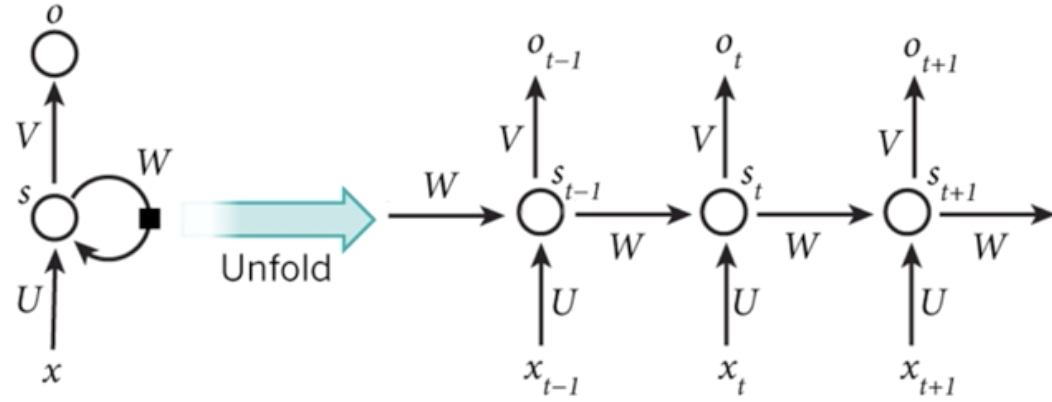 o
V
W
s
U
x
Unfold
o_{t-1} o_t o_{t+1}
V V V
W s_{t-1} s_t s_{t+1}
W W W
U U U
x_{t-1} x_t x_{t+1}